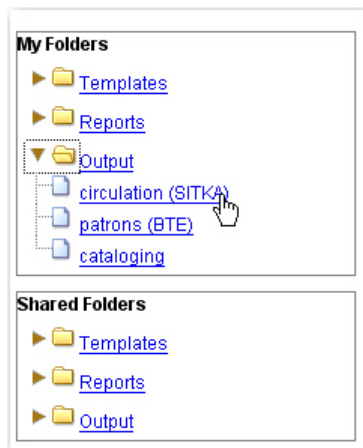 My Folders
Templates
Reports
Output
circulation (SITKA)
patrons (BTE)
cataloging
Shared Folders
Templates
Reports
Output